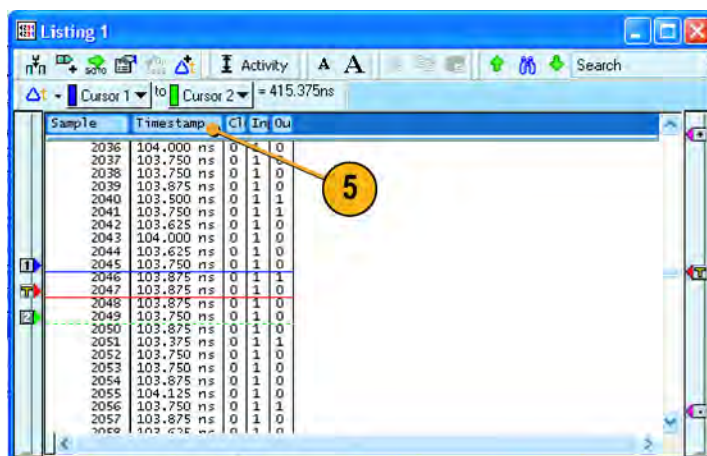 Listing 1
Activity A A Search
Δt Cursor 1 to Cursor 2 = 415.375ns
Sample Timestamp Cl Inp Ou
2036 104.000 ns 0 1 0
2037 103.750 ns 0 1 0
2038 103.750 ns 0 1 0
2039 103.875 ns 0 1 0
2040 103.500 ns 0 1 1
2041 103.750 ns 0 1 1
2042 103.625 ns 0 1 0
2043 104.000 ns 0 1 0
2044 103.625 ns 0 1 0
2045 103.750 ns 0 1 0
2046 103.875 ns 0 1 1
2047 103.875 ns 0 1 0
2048 103.875 ns 0 1 0
2049 103.750 ns 0 1 0
2050 103.875 ns 0 1 0
2051 103.375 ns 0 1 1
2052 103.750 ns 0 1 0
2053 103.750 ns 0 1 0
2054 103.875 ns 0 1 0
2055 104.125 ns 0 1 0
2056 103.750 ns 0 1 1
2057 103.875 ns 0 1 0
5
1
T
2
T